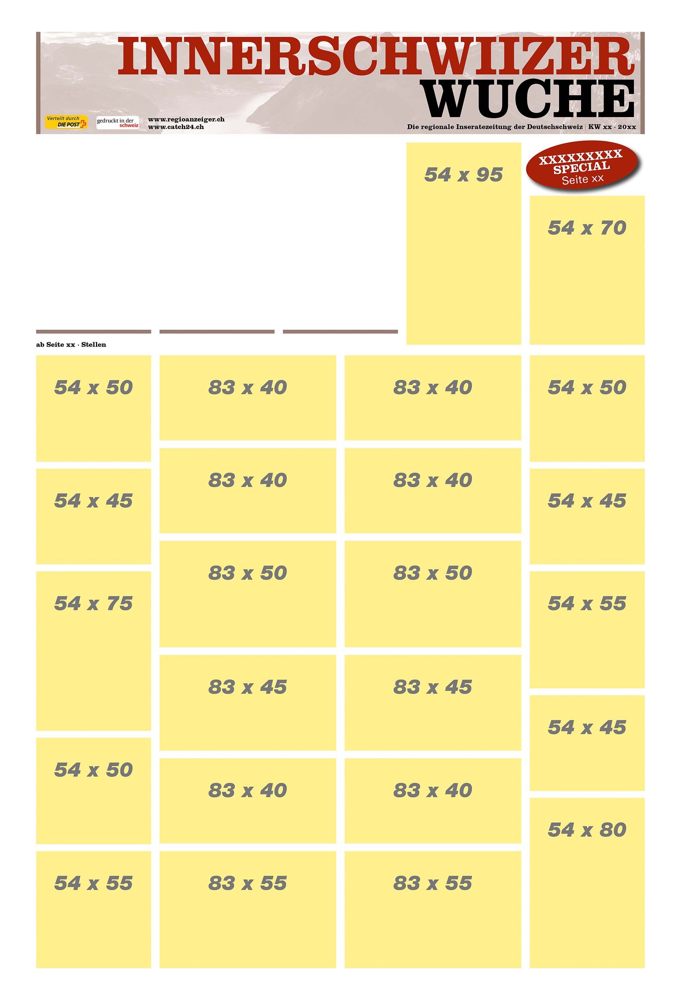 INNERSCHWIIZER
WUCHE
Verteilt durch
DIE POST
gedruckt in der
schweiz
www.regioanzeiger.ch
www.catch24.ch
Die regionale Inseratezeitung der Deutschschweiz | KW xx · 20xx
54 x 95
XXXXXXXXX
SPECIAL
Seite xx
54 x 70
ab Seite xx · Stellen
54 x 50
54 x 45
54 x 75
54 x 50
54 x 55
83 x 40
83 x 40
83 x 50
83 x 45
83 x 40
83 x 55
83 x 40
83 x 40
83 x 50
83 x 45
83 x 40
83 x 55
54 x 50
54 x 45
54 x 55
54 x 45
54 x 80